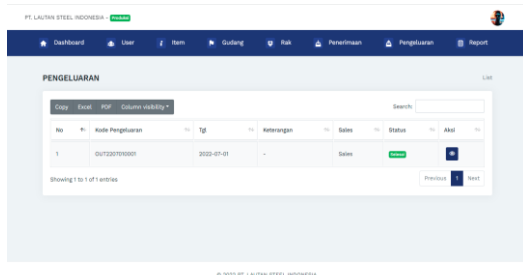 PT. LAUTAN STEEL INDONESIA - Produksi
Dashboard User Item Gudang Rak Penerimaan Pengeluaran Report
PENGELUARAN
List
Copy Excel PDF Column visibility
Search:
No Kode Pengeluaran Tgl Keterangan Sales Status Aksi
1 OUT2207010001 2022-07-01 - Sales
Showing 1 to 1 of 1 entries
Previous 1 Next
© 2022 PT. LAUTAN STEEL INDONESIA